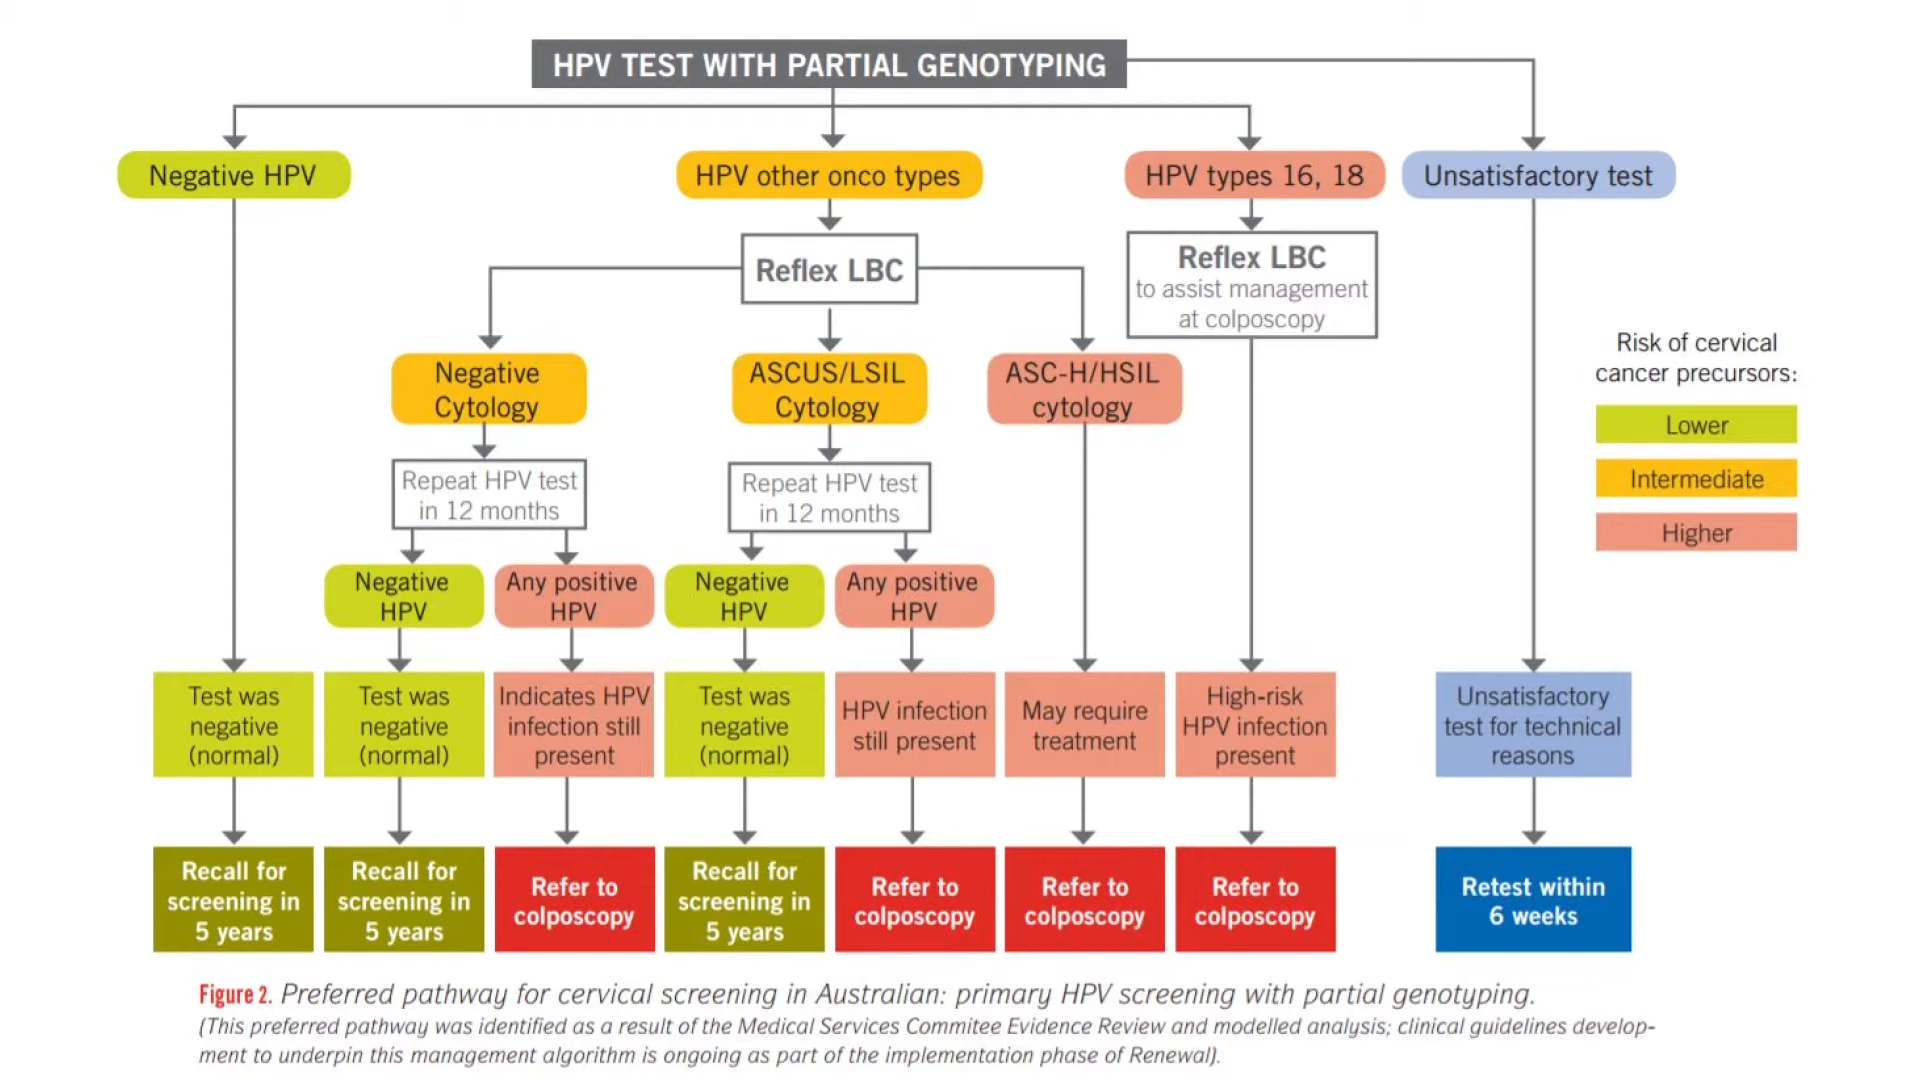 HPV TEST WITH PARTIAL GENOTYPING
Negative HPV
HPV other onco types
HPV types 16, 18
Unsatisfactory test
Reflex LBC
Reflex LBC
to assist management
at colposcopy
Negative
Cytology
ASCUS/LSIL
Cytology
ASC-H/HSIL
cytology
Risk of cervical
cancer precursors:
Lower
Intermediate
Higher
Repeat HPV test
in 12 months
Repeat HPV test
in 12 months
Negative
HPV
Any positive
HPV
Negative
HPV
Any positive
HPV
Test was
negative
(normal)
Test was
negative
(normal)
Indicates HPV
infection still
present
Test was
negative
(normal)
HPV infection
still present
May require
treatment
High-risk
HPV infection
present
Unsatisfactory
test for technical
reasons
Recall for
screening in
5 years
Recall for
screening in
5 years
Refer to
colposcopy
Recall for
screening in
5 years
Refer to
colposcopy
Refer to
colposcopy
Refer to
colposcopy
Retest within
6 weeks
Figure 2. Preferred pathway for cervical screening in Australian: primary HPV screening with partial genotyping.
(This preferred pathway was identified as a result of the Medical Services Commitee Evidence Review and modelled analysis; clinical guidelines develop-
ment to underpin this management algorithm is ongoing as part of the implementation phase of Renewal).